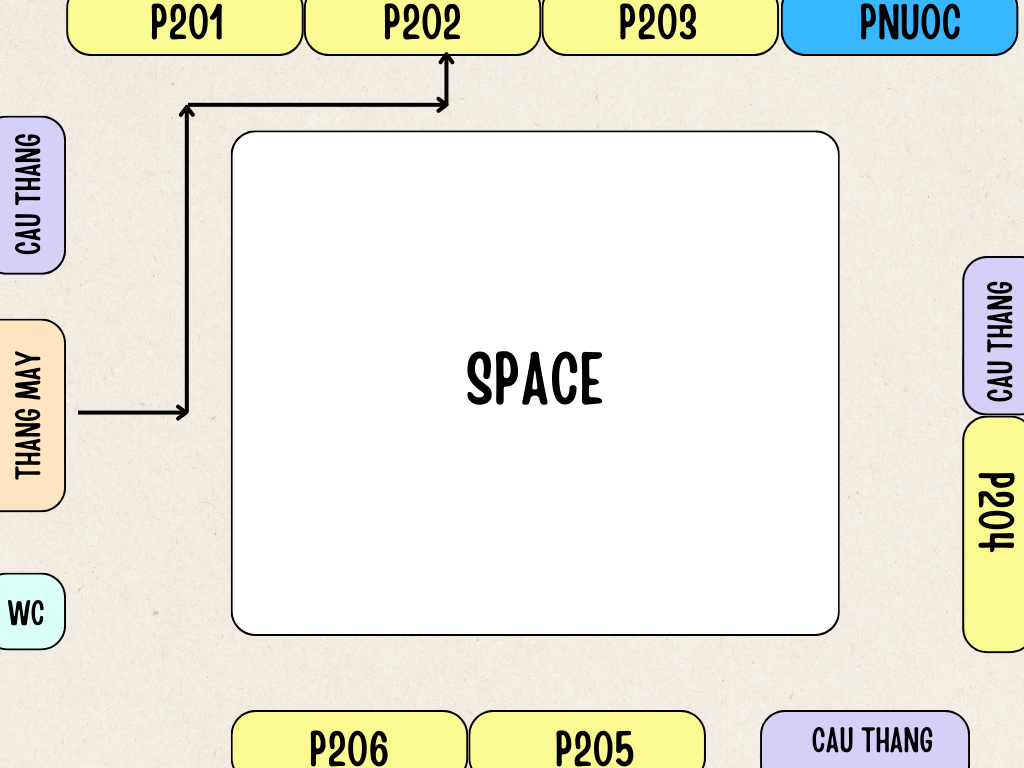 P201
P202
P203
PNUOC
CAU THANG
THANG MAY
WC
SPACE
CAU THANG
P204
P206
P205
CAU THANG